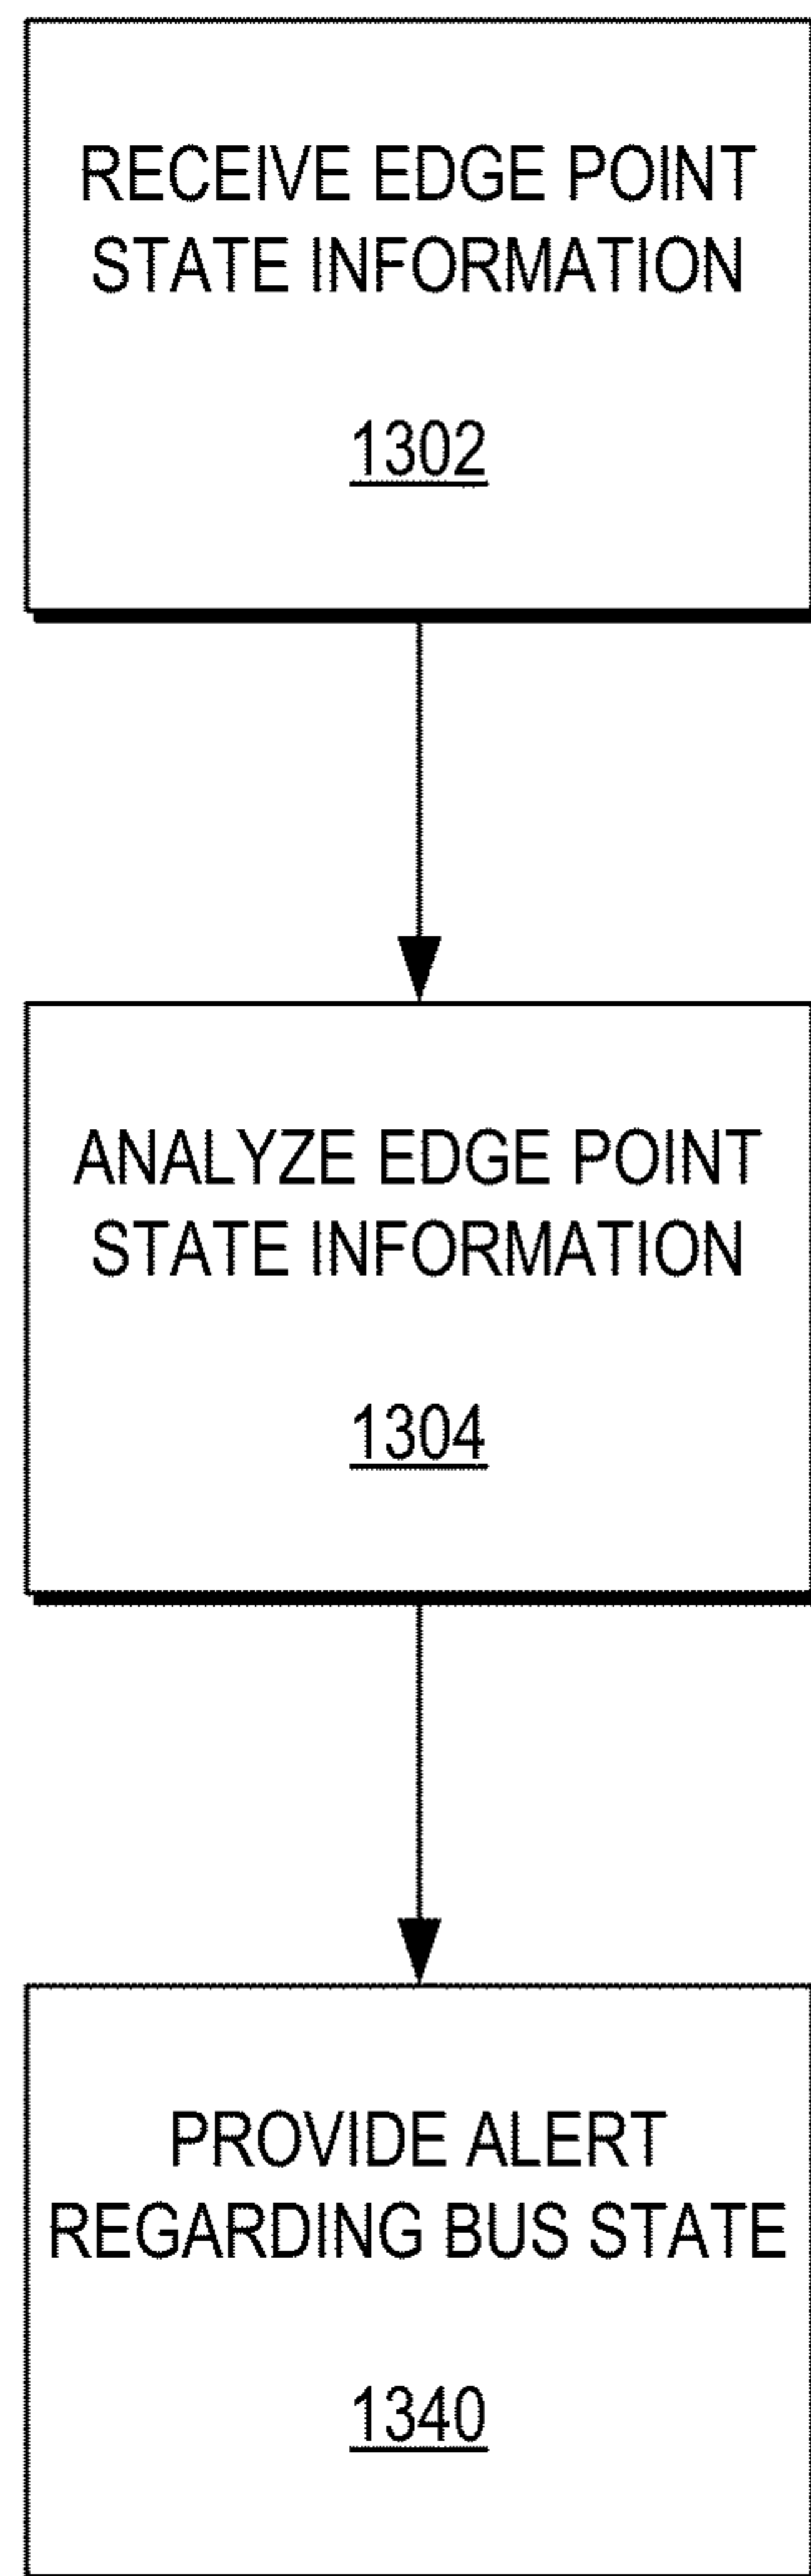 RECEIVE EDGE POINT
STATE INFORMATION
1302
ANALYZE EDGE POINT
STATE INFORMATION
1304
PROVIDE ALERT
REGARDING BUS STATE
1340